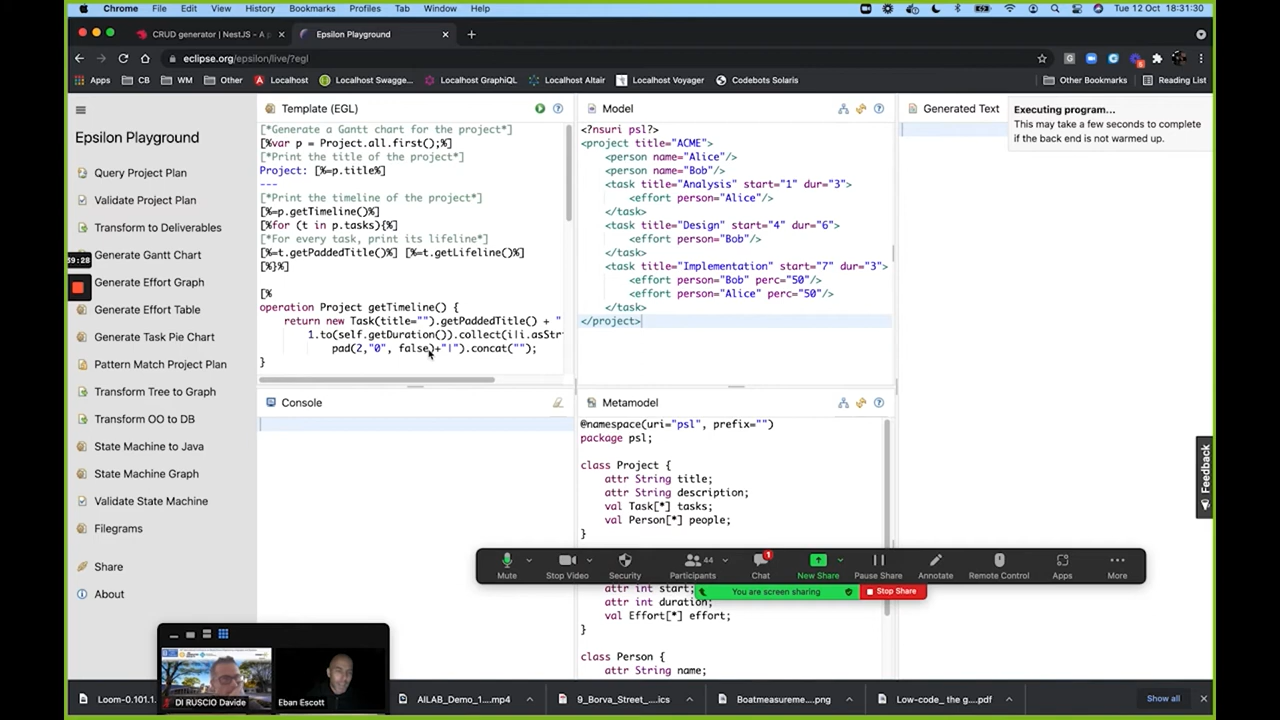 Chrome File Edit View History Bookmarks Profiles Tab Window Help
Tue 12 Oct 18:31:30
CRUD generator | NestJS - A p
Epsilon Playground
eclipse.org/epsilon/live/?egl
Apps CB WM Other Localhost Localhost Swagge... Localhost GraphiQL Localhost Altair Localhost Voyager Codebots Solaris Other Bookmarks Reading List
Epsilon Playground
Query Project Plan
Validate Project Plan
Transform to Deliverables
Generate Gantt Chart
39:28
Generate Effort Graph
Generate Effort Table
Generate Task Pie Chart
Pattern Match Project Plan
Transform Tree to Graph
Transform OO to DB
State Machine to Java
State Machine Graph
Validate State Machine
Filegrams
Share
About
Template (EGL)
[*Generate a Gantt chart for the project*]
[%var p = Project.all.first();%]
[*Print the title of the project*]
Project: [%=p.title%]
---
[*Print the timeline of the project*]
[%=p.getTimeline()%]
[%for (t in p.tasks){%]
[*For every task, print its lifeline*]
[%=t.getPaddedTitle()%] [%=t.getLifeline()%]
[%}%]
[%
operation Project getTimeline() {
return new Task(title="").getPaddedTitle() + "
1.to(self.getDuration()).collect(i|i.asStr
pad(2,"0", false)+"|").concat("");
}
Console
Model
<?nsuri psl?>
<project title="ACME">
<person name="Alice"/>
<person name="Bob"/>
<task title="Analysis" start="1" dur="3">
<effort person="Alice"/>
</task>
<task title="Design" start="4" dur="6">
<effort person="Bob"/>
</task>
<task title="Implementation" start="7" dur="3">
<effort person="Bob" perc="50"/>
<effort person="Alice" perc="50"/>
</task>
</project>
Metamodel
@namespace(uri="psl", prefix="")
package psl;
class Project {
attr String title;
attr String description;
val Task[*] tasks;
val Person[*] people;
}
attr int start;
attr int duration;
val Effort[*] effort;
}
class Person {
attr String name;
Generated Text
Executing program...
This may take a few seconds to complete
if the back end is not warmed up.
Feedback
44
1
Mute Stop Video Security Participants Chat New Share Pause Share Annotate Remote Control Apps More
You are screen sharing Stop Share
DI RUSCIO Davide
Eban Escott
Loom-0.101.1 AILAB_Demo_1....mp... 9_Borva_Street_....ics Boatmeasuremen....png Low-code_ the g....pdf Show all